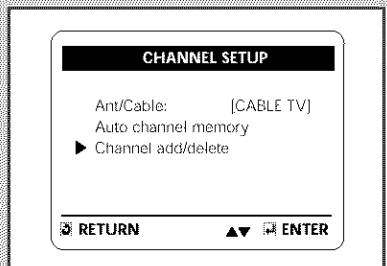 CHANNEL SETUP
Ant/Cable: [CABLE TV]
Auto channel memory
▶ Channel add/delete
RETURN ▲▼ ENTER